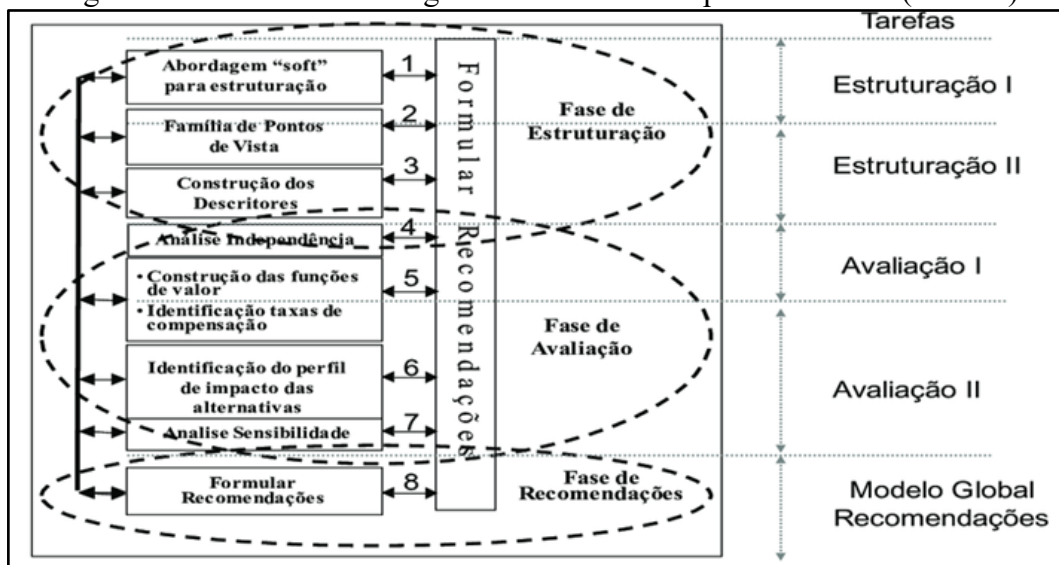 Tarefas
Abordagem “soft”
para estruturação
1
Família de Pontos
de Vista
2
Construção dos
Descritores
3
Analise Independência
4
• Construção das funções
de valor
• Identificação taxas de
compensação
5
Identificação do perfil
de impacto das
alternativas
6
Analise Sensibilidade
7
Formular
Recomendações
8
Formular Recomendações
Fase de
Estruturação
Fase de
Avaliação
Fase de
Recomendações
Estruturação I
Estruturação II
Avaliação I
Avaliação II
Modelo Global
Recomendações